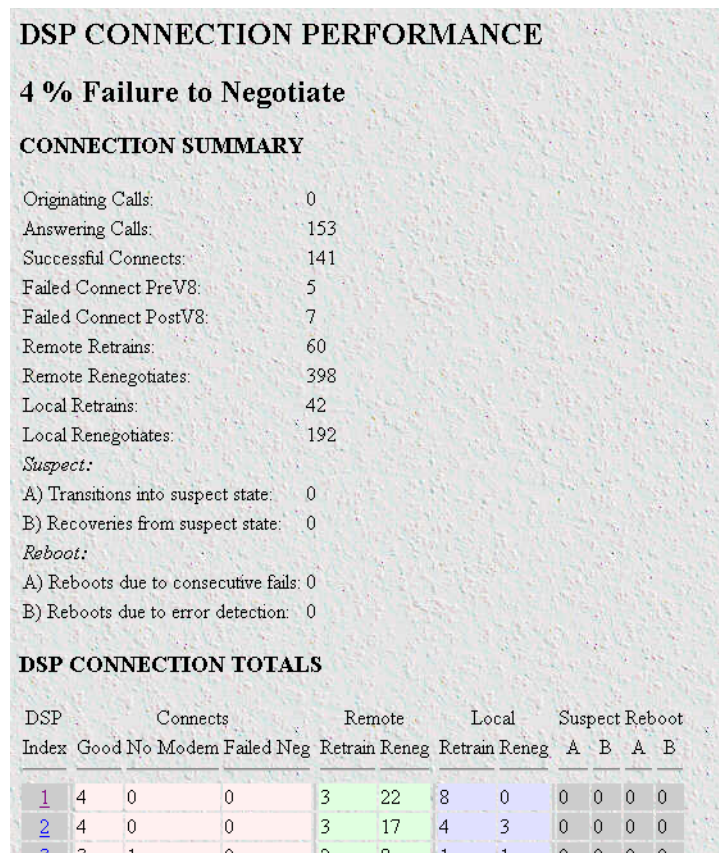 DSP CONNECTION PERFORMANCE
4 % Failure to Negotiate
CONNECTION SUMMARY
Originating Calls: 0
Answering Calls: 153
Successful Connects: 141
Failed Connect PreV8: 5
Failed Connect PostV8: 7
Remote Retrains: 60
Remote Renegotiates: 398
Local Retrains: 42
Local Renegotiates: 192
Suspect:
A) Transitions into suspect state: 0
B) Recoveries from suspect state: 0
Reboot:
A) Reboots due to consecutive fails: 0
B) Reboots due to error detection: 0
DSP CONNECTION TOTALS
DSP Connects Remote Local Suspect Reboot
Index Good No Modem Failed Neg Retrain Reneg Retrain Reneg A B A B
1 4 0 0 3 22 8 0 0 0 0 0
2 4 0 0 3 17 4 3 0 0 0 0